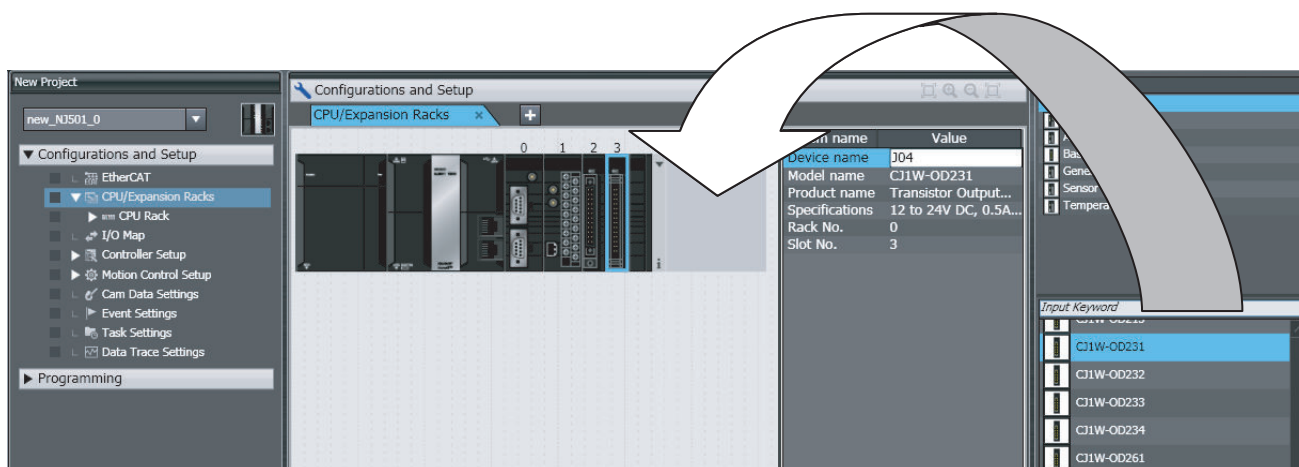 New Project
new_NJ501_0
Configurations and Setup
EtherCAT
CPU/Expansion Racks
CPU Rack
I/O Map
Controller Setup
Motion Control Setup
Cam Data Settings
Event Settings
Task Settings
Data Trace Settings
Programming
Configurations and Setup
CPU/Expansion Racks
0 1 2 3
name Value
Device name J04
Model name CJ1W-OD231
Product name Transistor Output...
Specifications 12 to 24V DC, 0.5A...
Rack No. 0
Slot No. 3
Sensor
Input Keyword
CJ1W-OD231
CJ1W-OD232
CJ1W-OD233
CJ1W-OD234
CJ1W-OD261